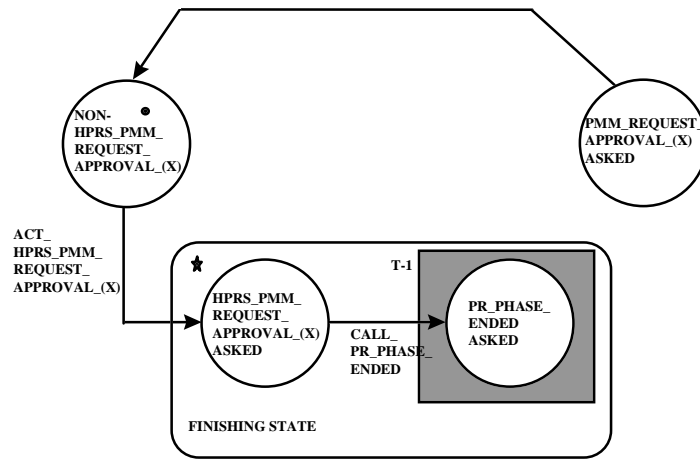 NON-
HPRS_PMM_
REQUEST_
APPROVAL_(X)
PMM_REQUEST_
APPROVAL_(X)
ASKED
ACT_
HPRS_PMM_
REQUEST_
APPROVAL_(X)
T-1
HPRS_PMM_
REQUEST_
APPROVAL_(X)
ASKED
CALL_
PR_PHASE_
ENDED
PR_PHASE_
ENDED
ASKED
FINISHING STATE